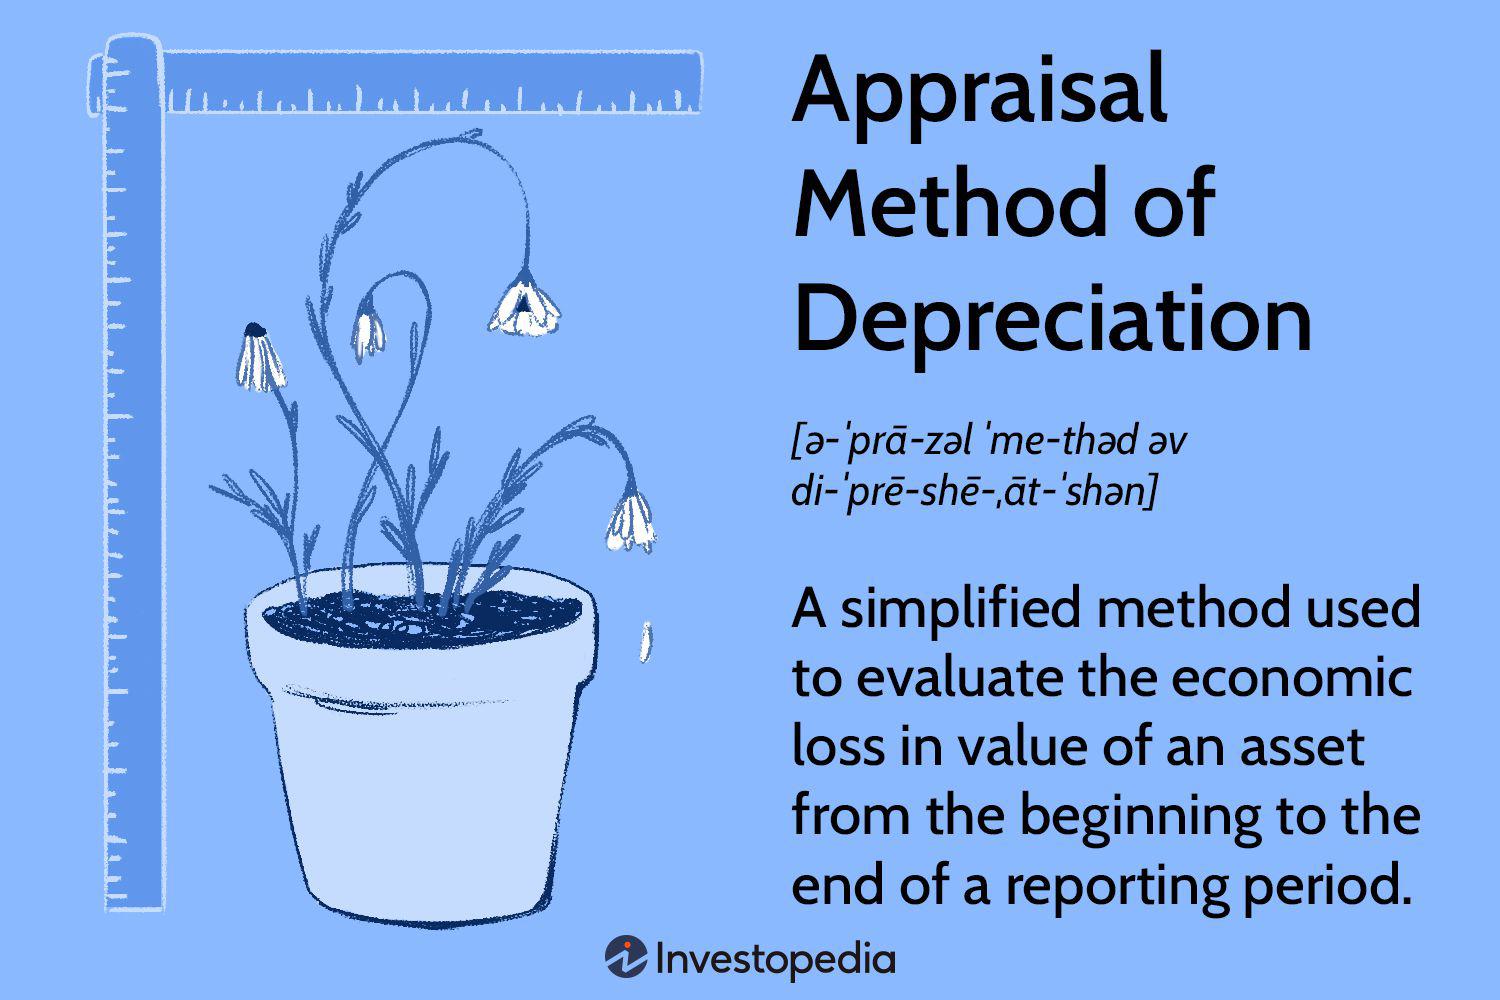 Appraisal
Method of
Depreciation
[ə-ˈprā-zəl ˈme-thəd əv
di-ˈprē-shē-ˌāt-ˈshən]
A simplified method used
to evaluate the economic
loss in value of an asset
from the beginning to the
end of a reporting period.
Investopedia